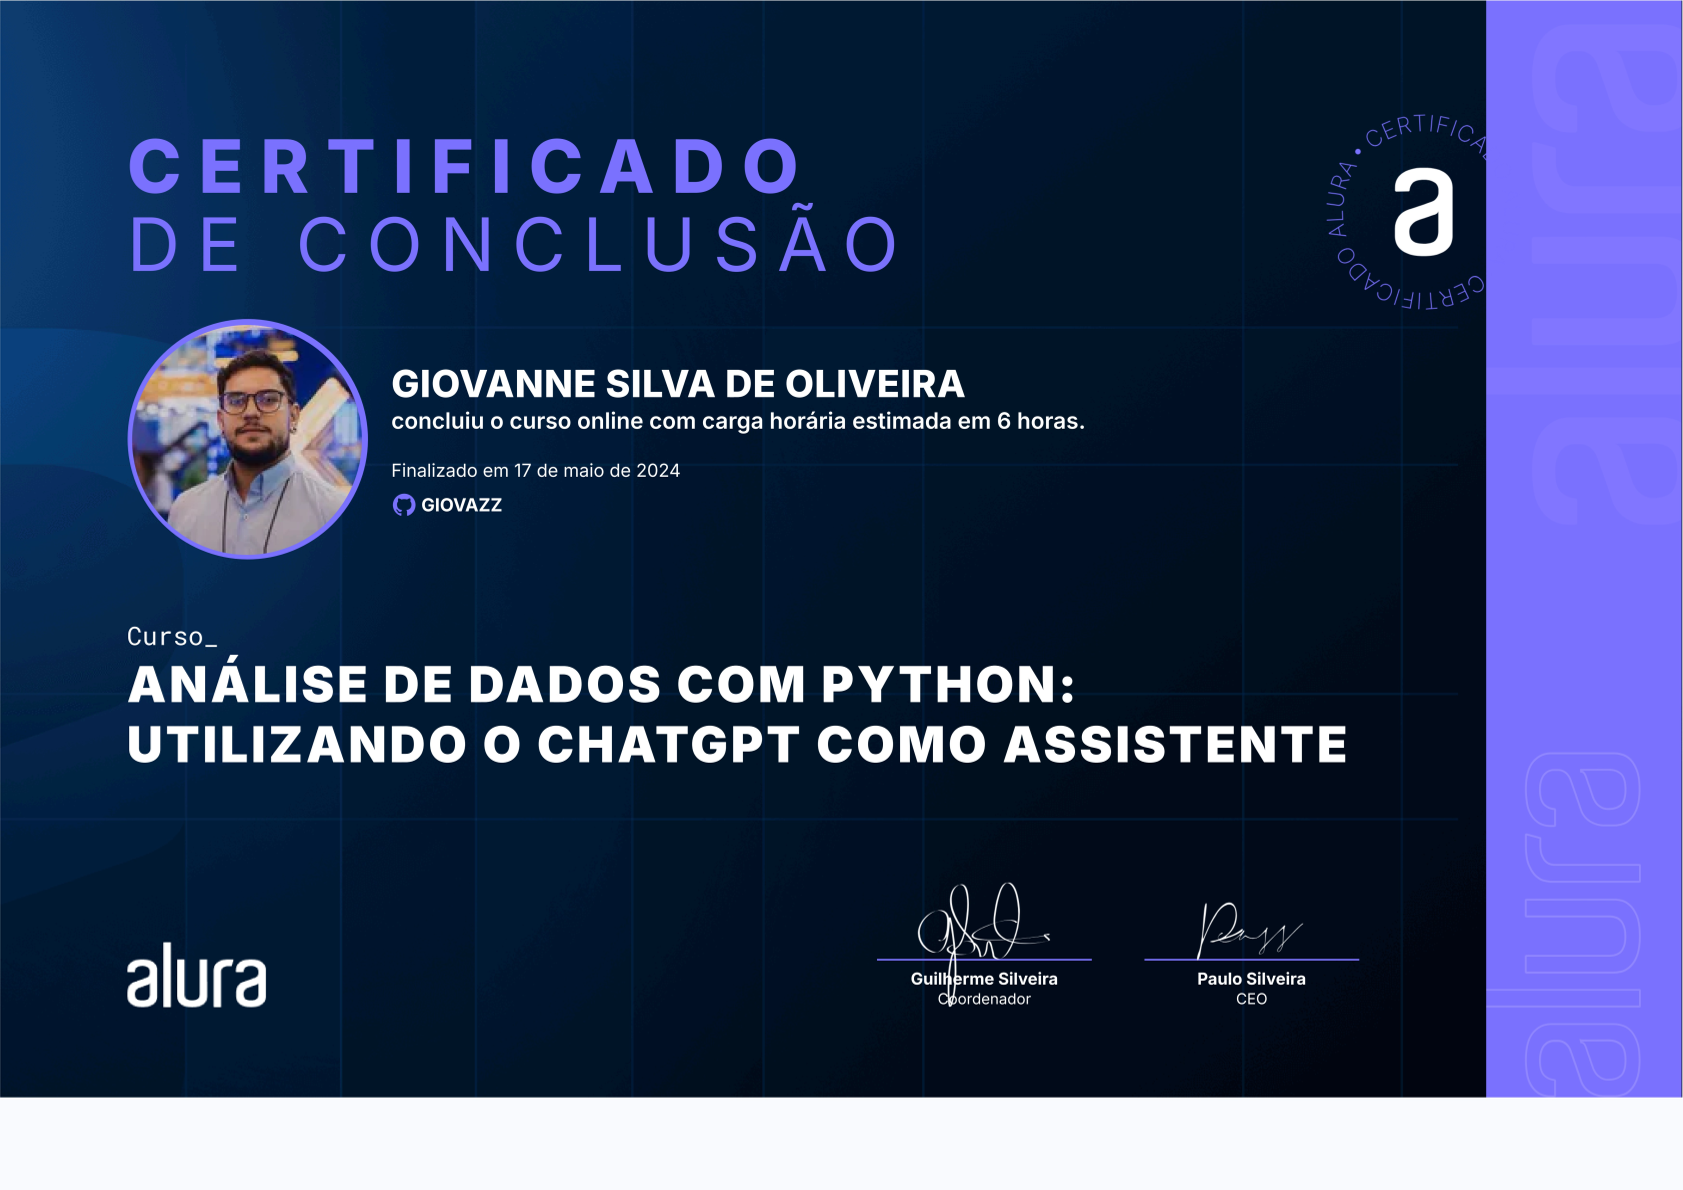 CERTIFICADO
DE CONCLUSÃO
CERTIFICADO ALURA • CERTIFICA
a
GIOVANNE SILVA DE OLIVEIRA
concluiu o curso online com carga horária estimada em 6 horas.
Finalizado em 17 de maio de 2024
GIOVAZZ
Curso_
ANÁLISE DE DADOS COM PYTHON:
UTILIZANDO O CHATGPT COMO ASSISTENTE
alura
Guilherme Silveira
Coordenador
Paulo Silveira
CEO
alura
alura